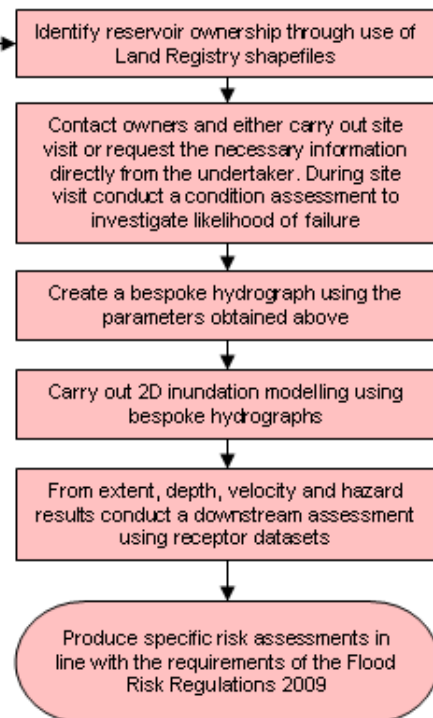 Identify reservoir ownership through use of
Land Registry shapefiles
Contact owners and either carry out site
visit or request the necessary information
directly from the undertaker. During site
visit conduct a condition assessment to
investigate likelihood of failure
Create a bespoke hydrograph using the
parameters obtained above
Carry out 2D inundation modelling using
bespoke hydrographs
From extent, depth, velocity and hazard
results conduct a downstream assessment
using receptor datasets
Produce specific risk assessments in
line with the requirements of the Flood
Risk Regulations 2009